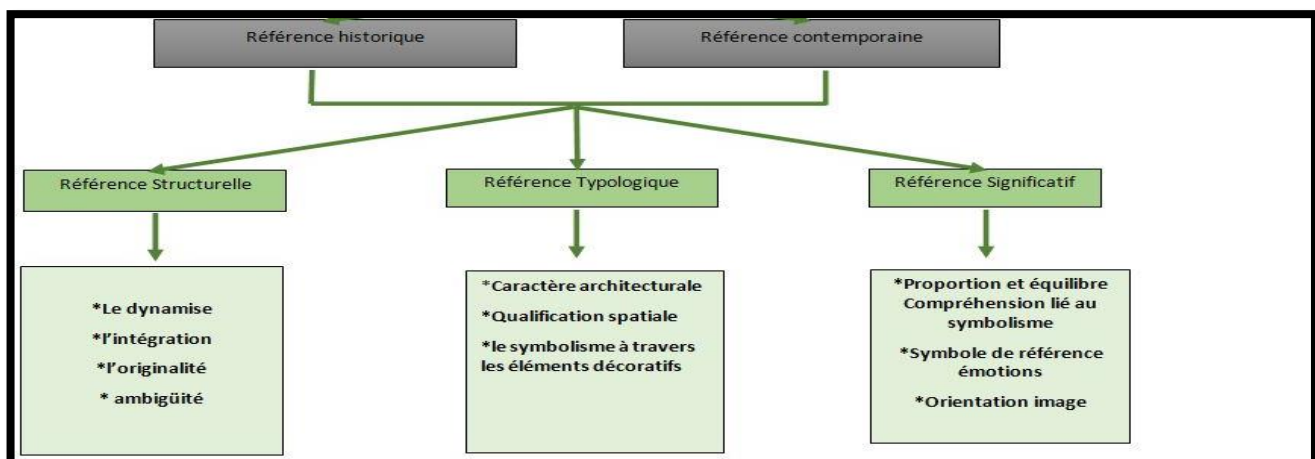 Référence historique
Référence contemporaine
Référence Structurelle
Référence Typologique
Référence Significatif
*Le dynamise
*l’intégration
*l’originalité
* ambigüité
*Caractère architecturale
*Qualification spatiale
*le symbolisme à travers
les éléments décoratifs
*Proportion et équilibre
Compréhension lié au
symbolisme
*Symbole de référence
émotions
*Orientation image